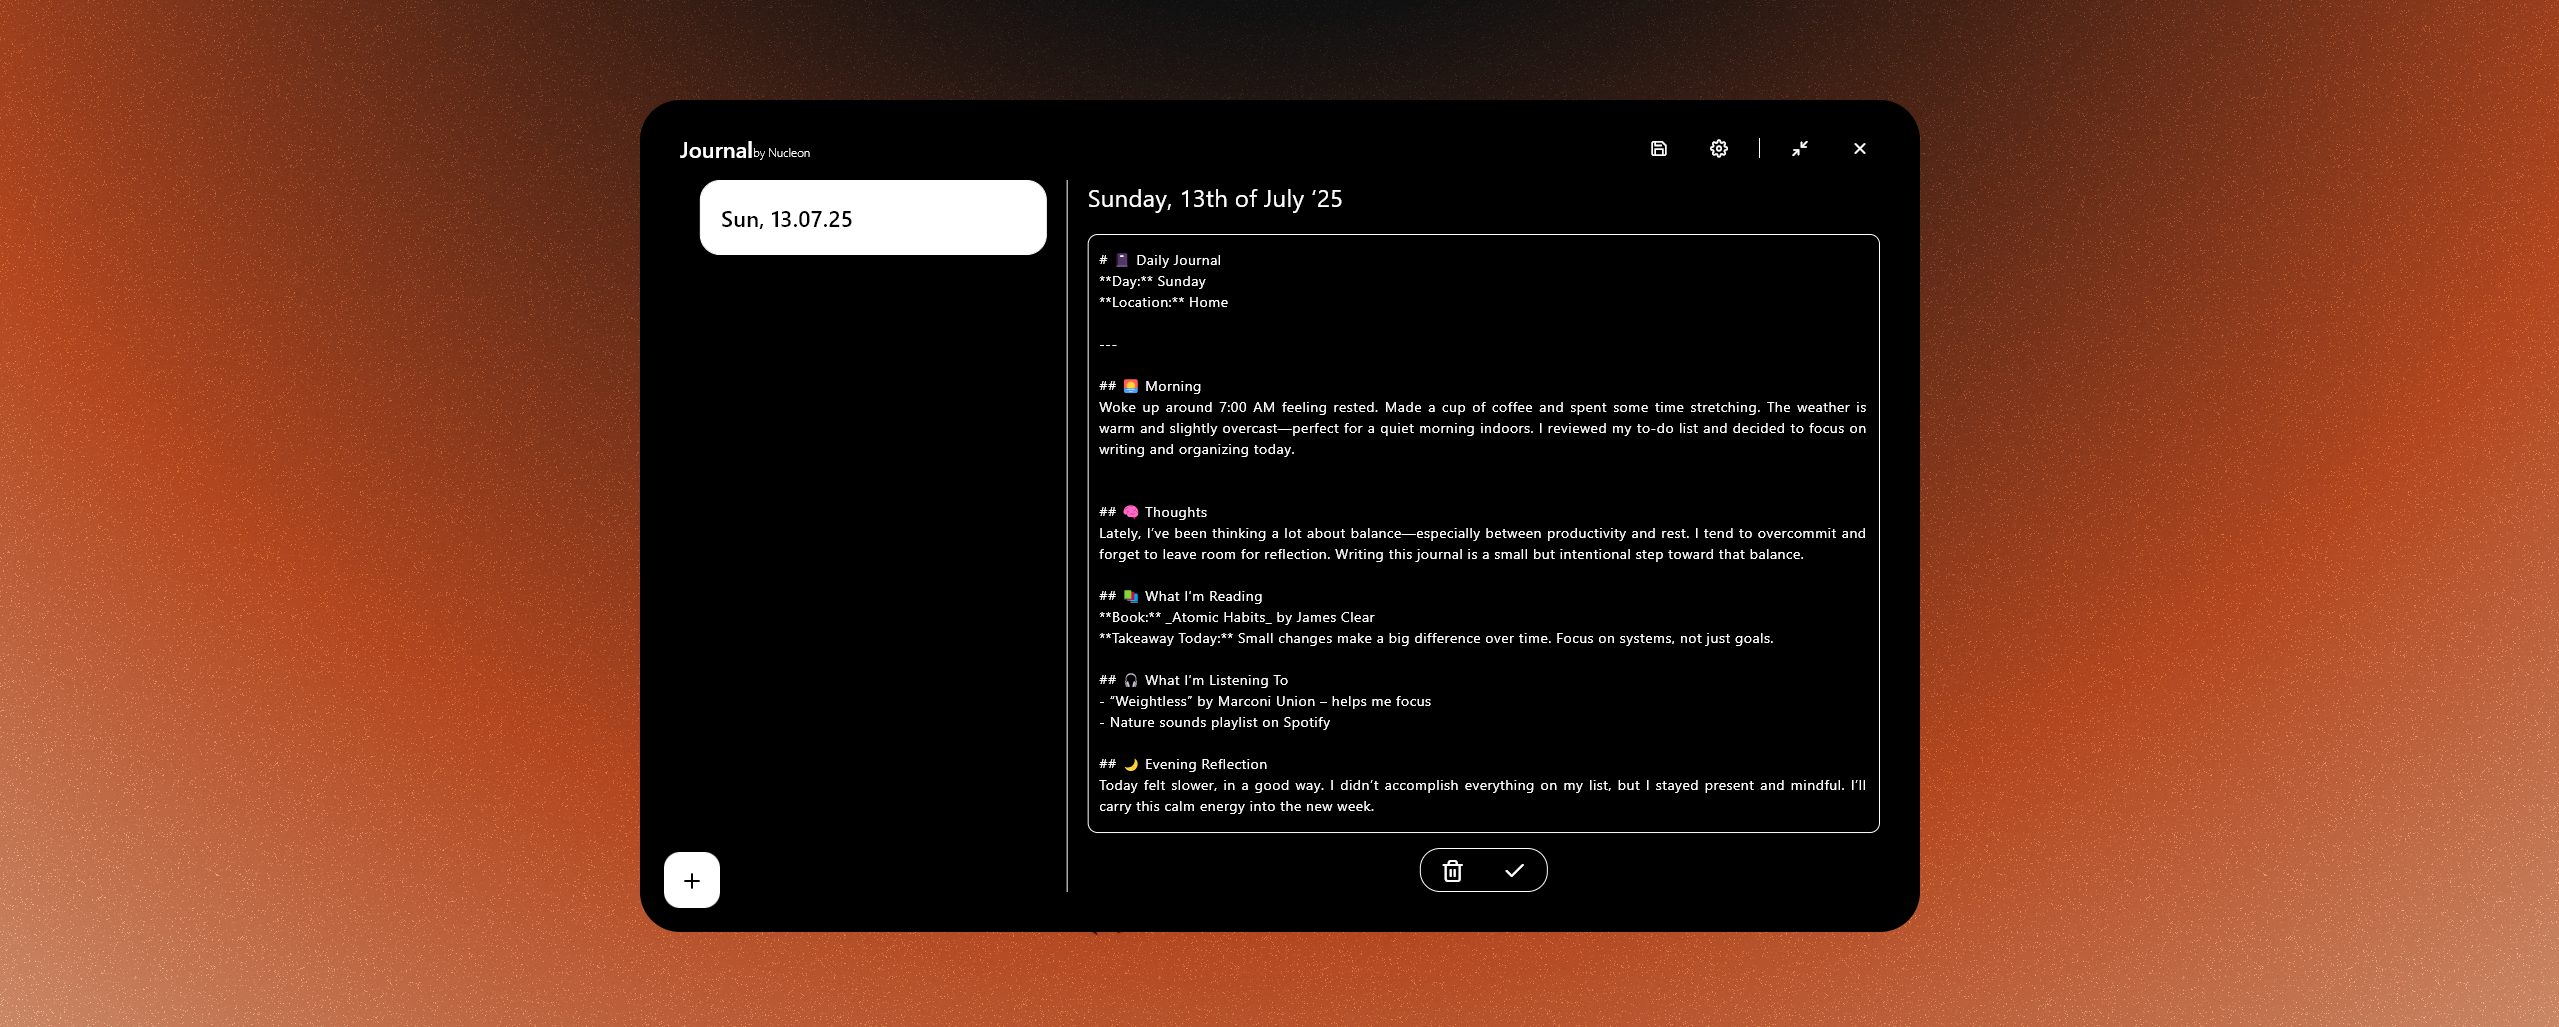 Journal by Nucleon
Sun, 13.07.25
Sunday, 13th of July ‘25
# 📓 Daily Journal
**Day:** Sunday
**Location:** Home
---
## 🌅 Morning
Woke up around 7:00 AM feeling rested. Made a cup of coffee and spent some time stretching. The weather is
warm and slightly overcast—perfect for a quiet morning indoors. I reviewed my to-do list and decided to focus on
writing and organizing today.
## 🧠 Thoughts
Lately, I’ve been thinking a lot about balance—especially between productivity and rest. I tend to overcommit and
forget to leave room for reflection. Writing this journal is a small but intentional step toward that balance.
## 📚 What I’m Reading
**Book:** _Atomic Habits_ by James Clear
**Takeaway Today:** Small changes make a big difference over time. Focus on systems, not just goals.
## 🎧 What I’m Listening To
- “Weightless” by Marconi Union – helps me focus
- Nature sounds playlist on Spotify
## 🌙 Evening Reflection
Today felt slower, in a good way. I didn’t accomplish everything on my list, but I stayed present and mindful. I’ll
carry this calm energy into the new week.